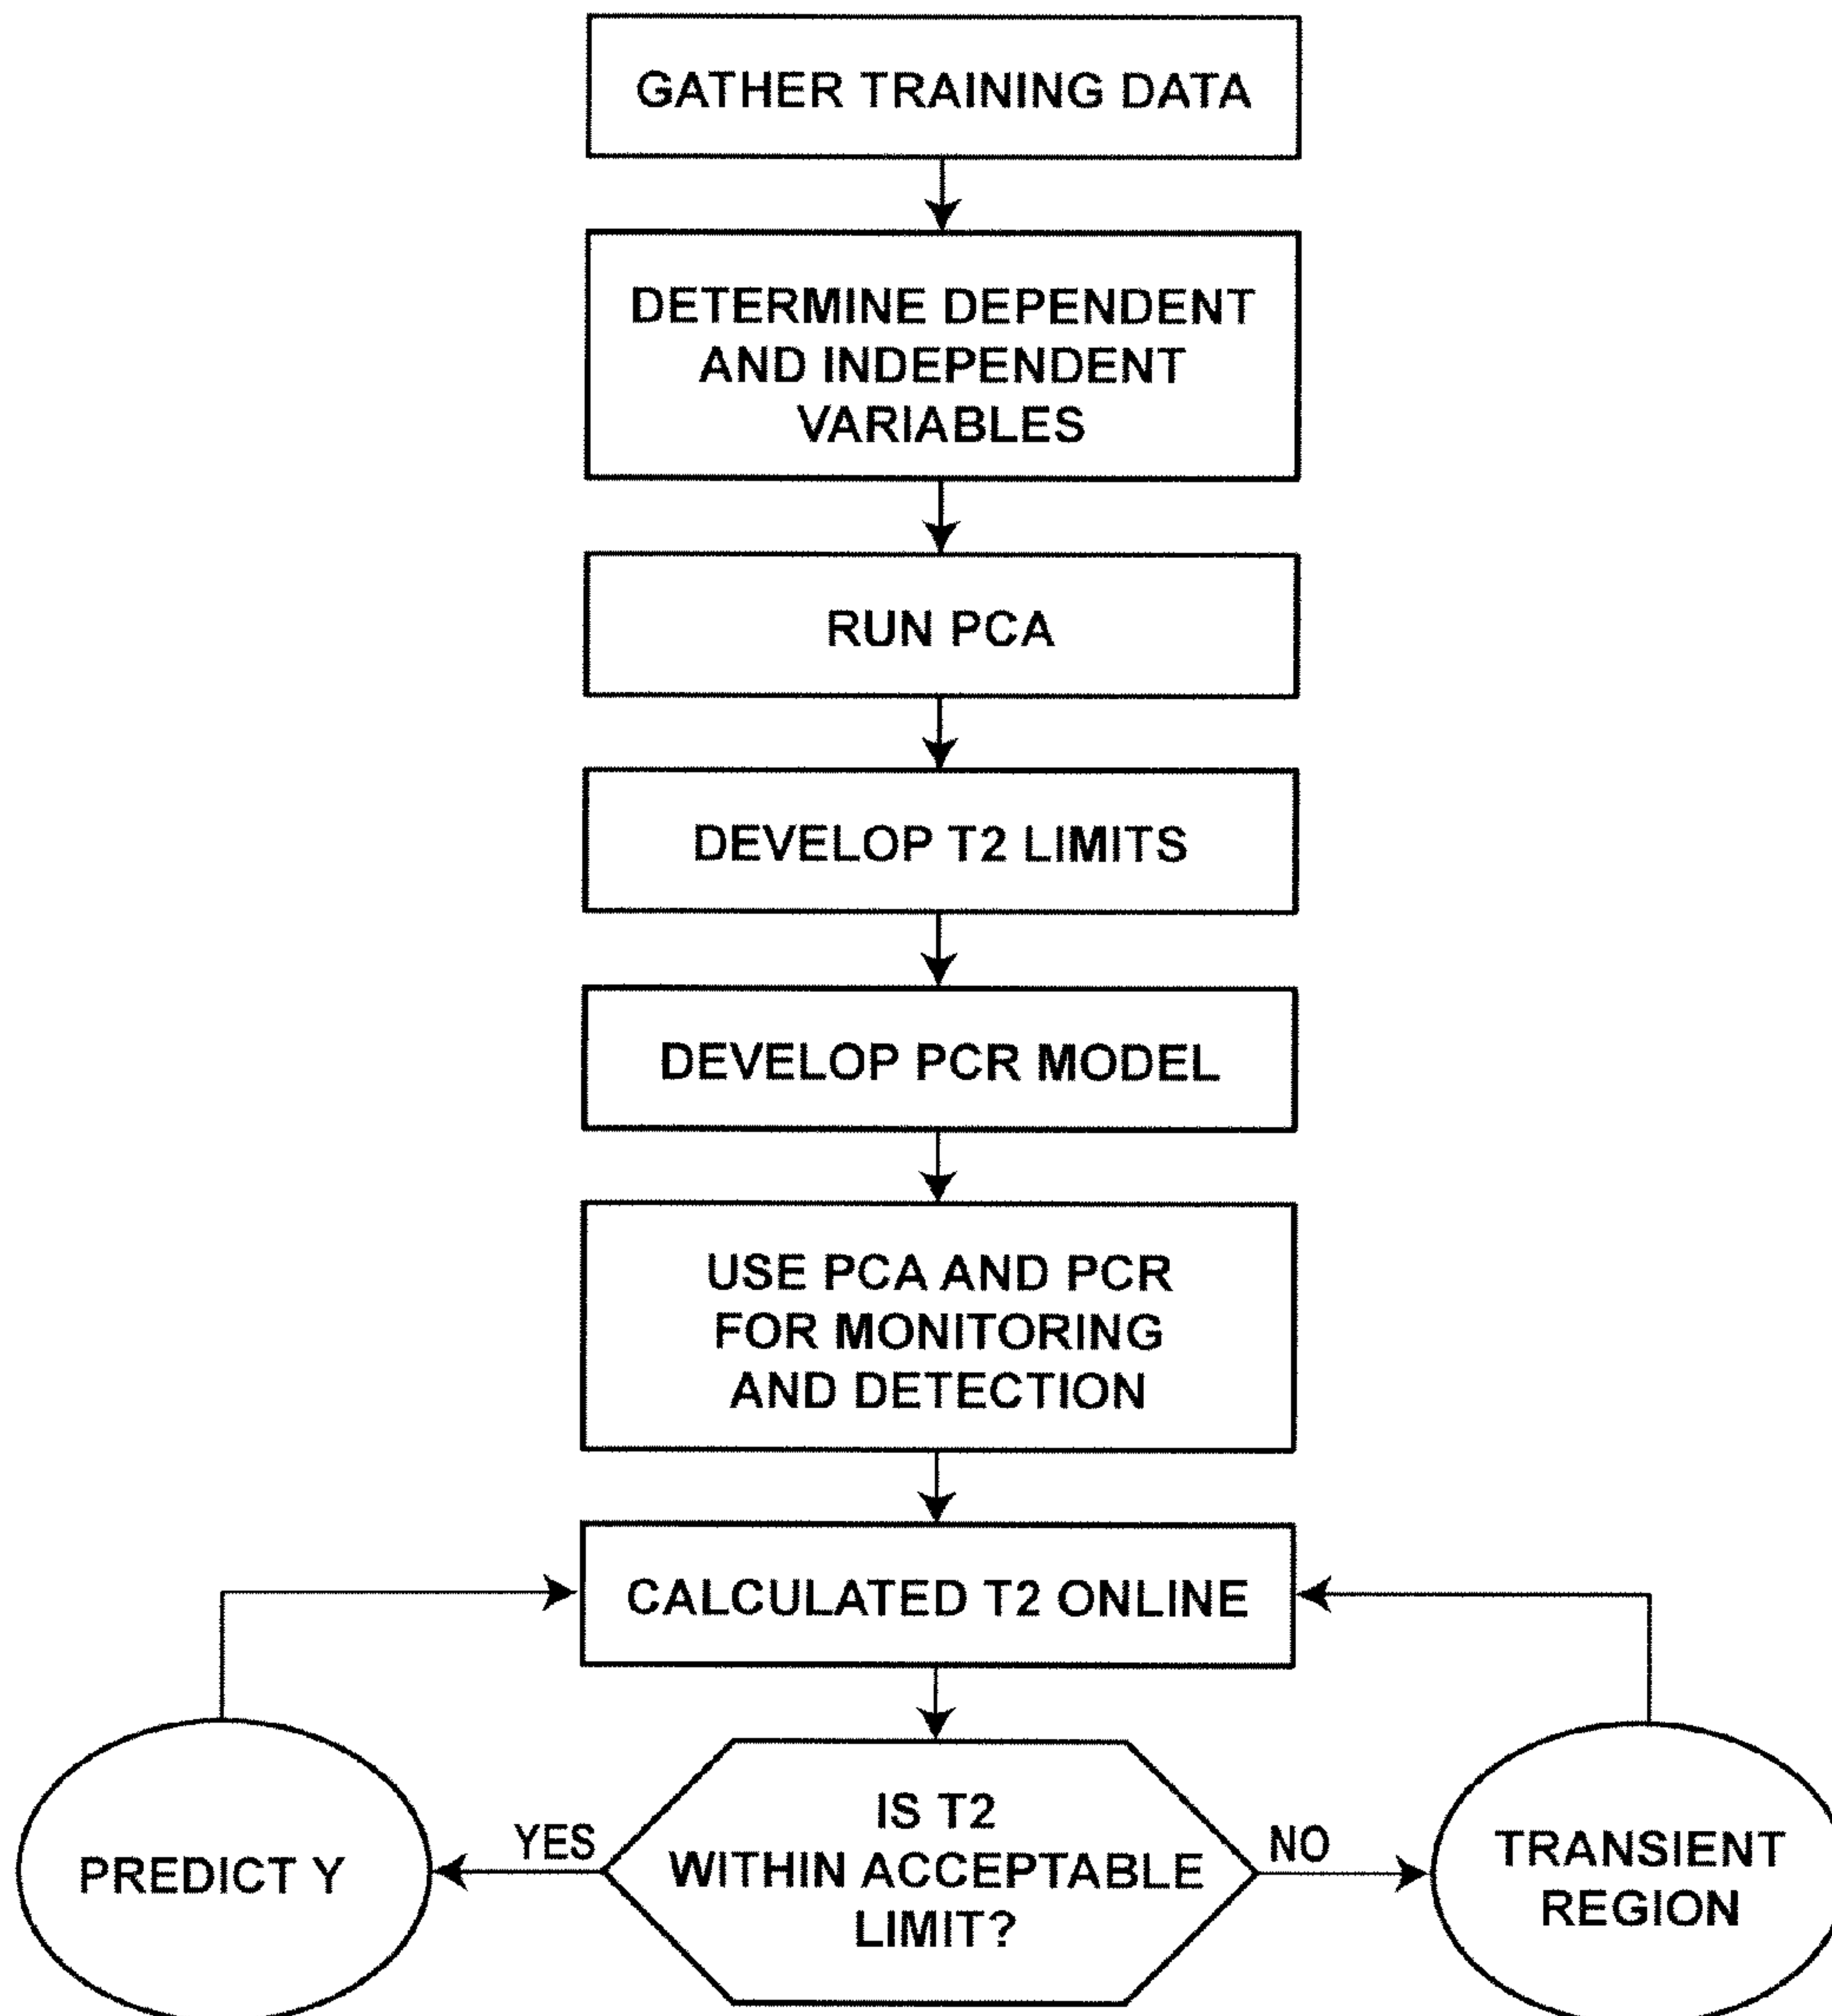 GATHER TRAINING DATA
DETERMINE DEPENDENT
AND INDEPENDENT
VARIABLES
RUN PCA
DEVELOP T2 LIMITS
DEVELOP PCR MODEL
USE PCA AND PCR
FOR MONITORING
AND DETECTION
CALCULATED T2 ONLINE
IS T2
WITHIN ACCEPTABLE
LIMIT?
YES
NO
PREDICT Y
TRANSIENT
REGION